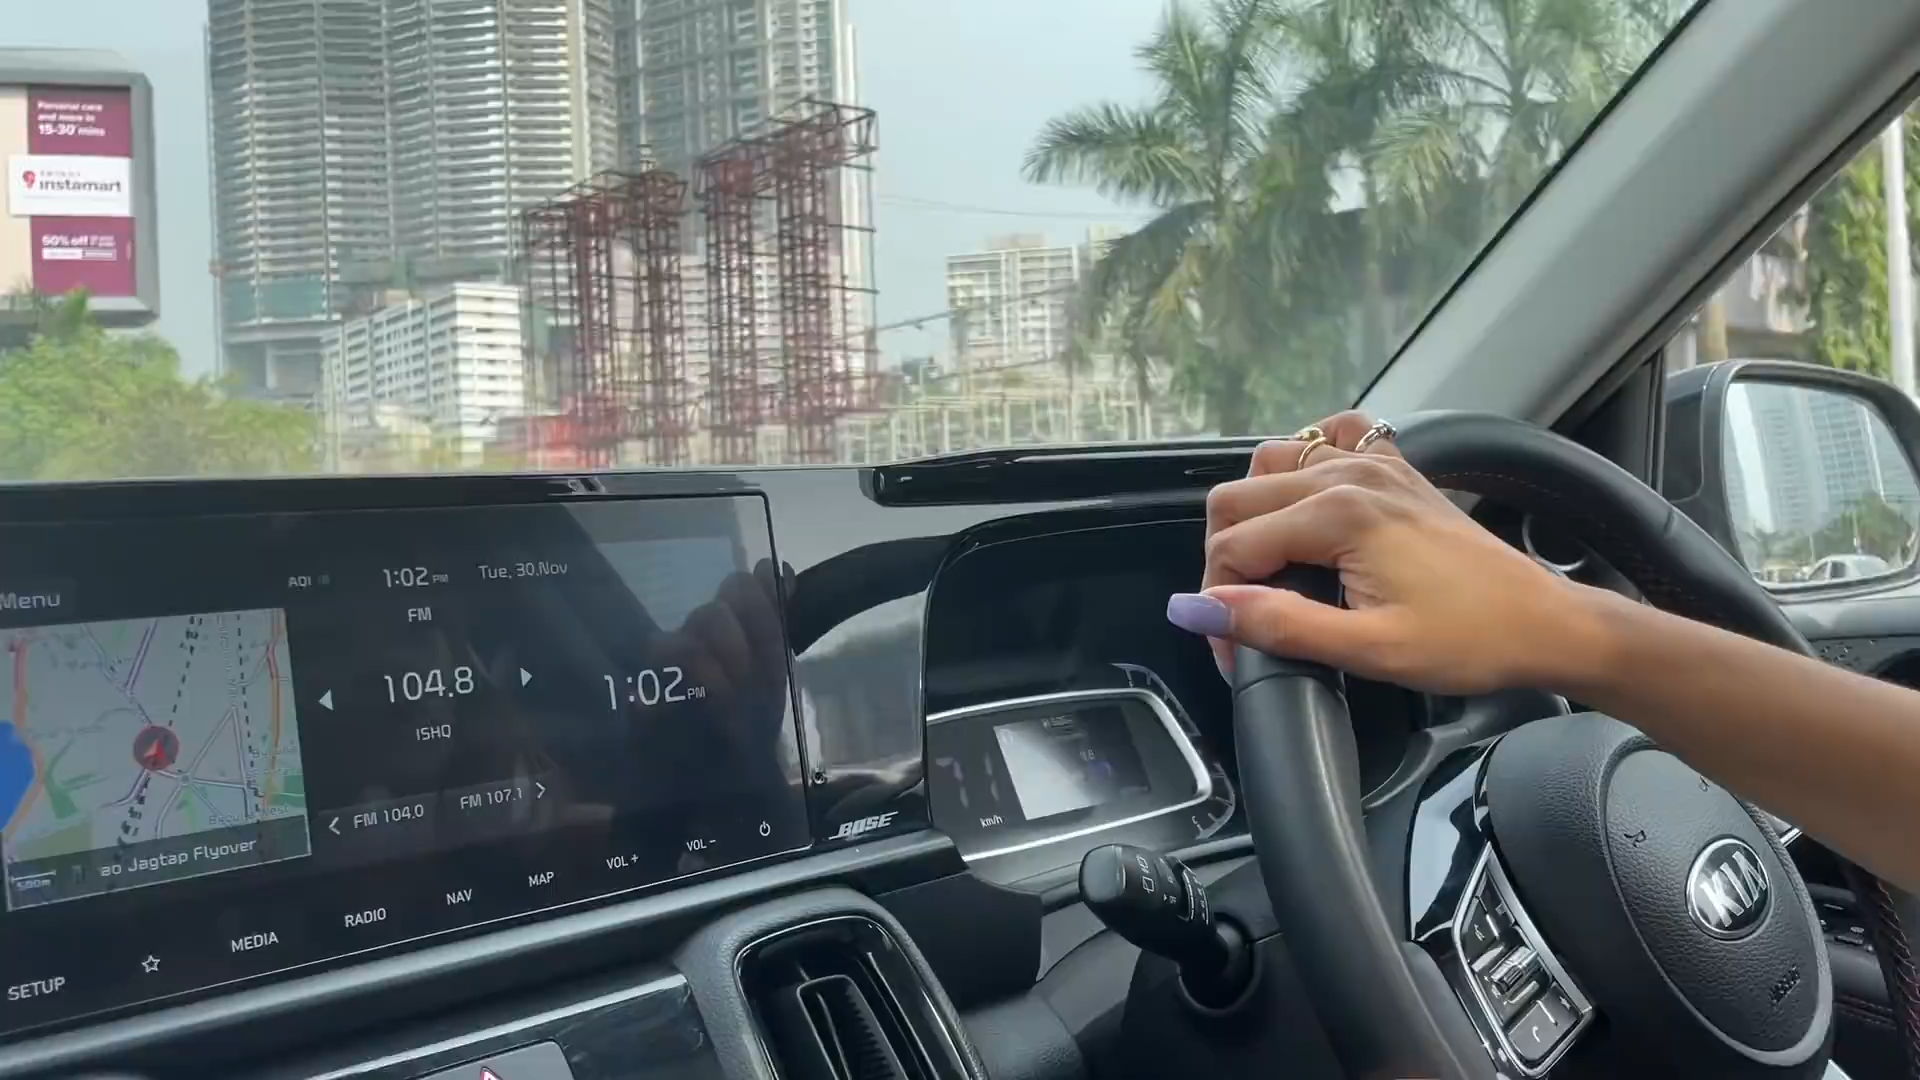 Personal care
and more in
15-30 mins
instamart
50% off
Menu
AQI
1:02 PM
Tue, 30.Nov
FM
104.8
1:02 PM
ISHQ
FM 104.0
FM 107.1
ao Jagtap Flyover
500m
SETUP
MEDIA
RADIO
NAV
MAP
VOL +
VOL -
BOSE
km/h
KIA